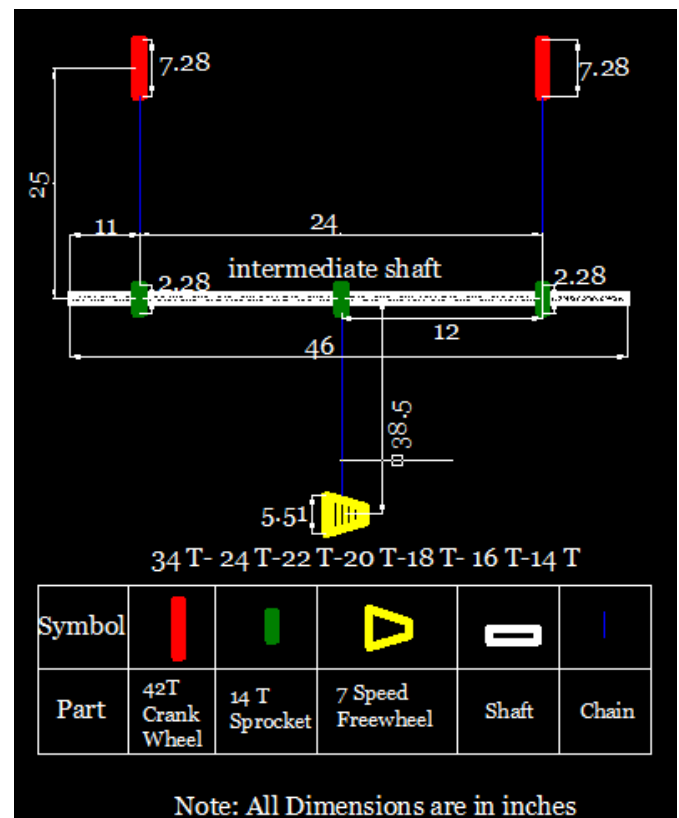 7.28
7.28
25
11
24
intermediate shaft
2.28
2.28
12
46
38.5
5.51
34 T- 24 T-22 T-20 T-18 T- 16 T-14 T
Symbol
Part
42T
Crank
Wheel
14 T
Sprocket
7 Speed
Freewheel
Shaft
Chain
Note: All Dimensions are in inches